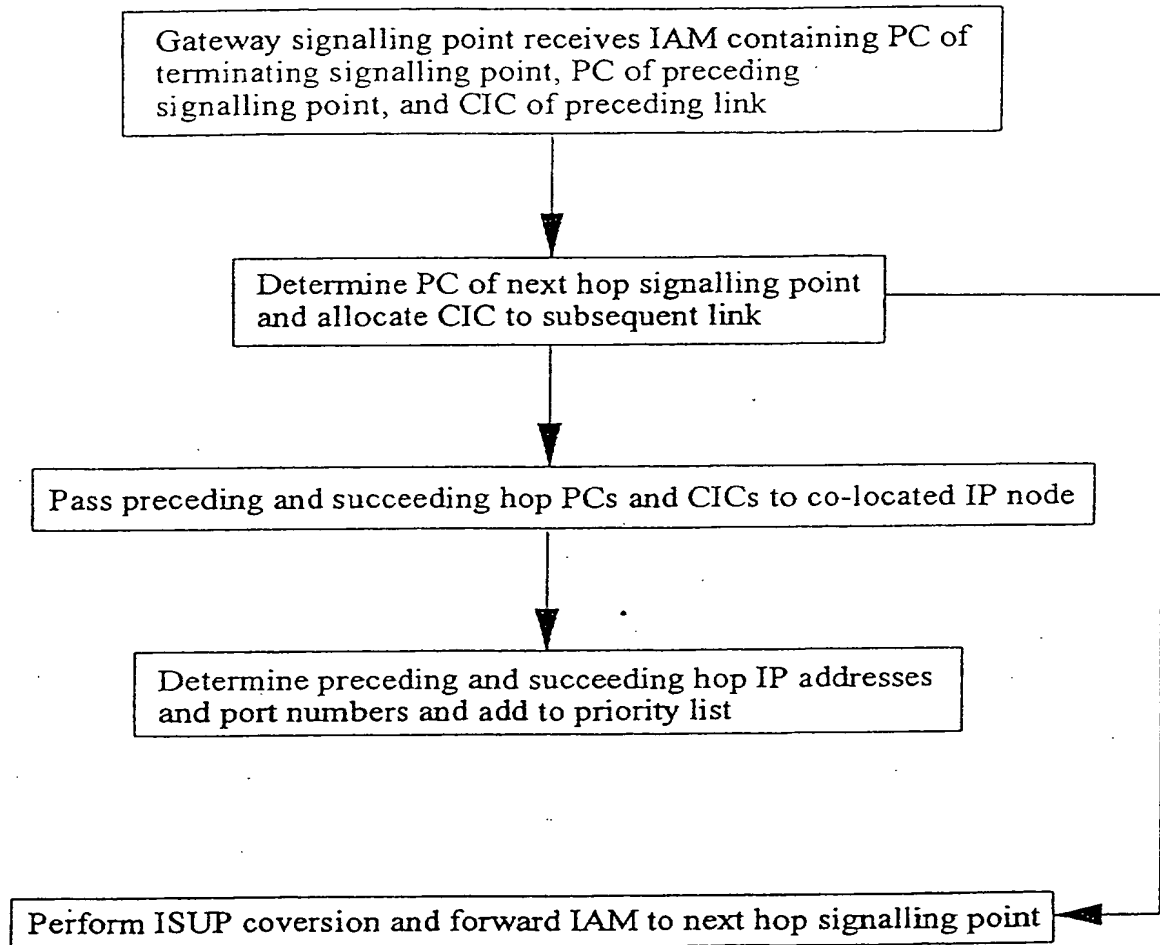 Gateway signalling point receives IAM containing PC of
terminating signalling point, PC of preceding
signalling point, and CIC of preceding link
Determine PC of next hop signalling point
and allocate CIC to subsequent link
Pass preceding and succeeding hop PCs and CICs to co-located IP node
Determine preceding and succeeding hop IP addresses
and port numbers and add to priority list
Perform ISUP coversion and forward IAM to next hop signalling point